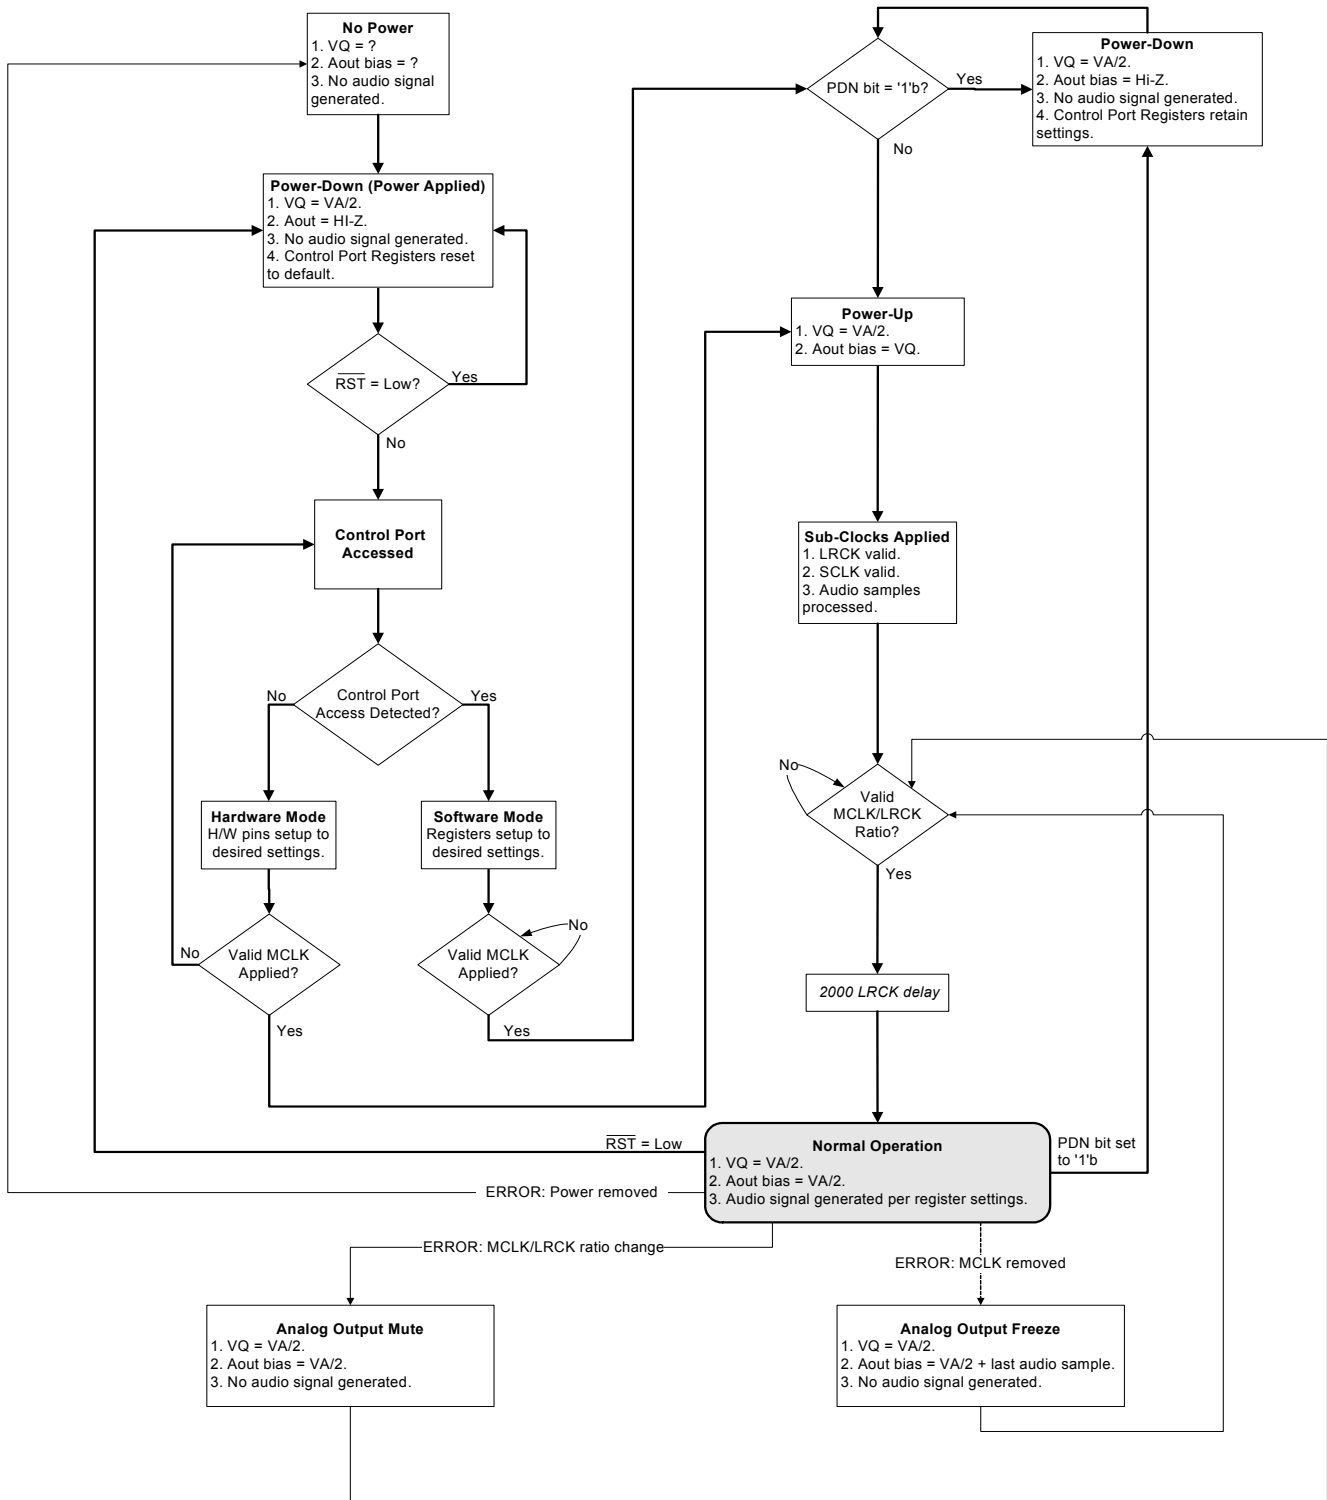 No Power
1. VQ = ?
2. Aout bias = ?
3. No audio signal
generated.
Power-Down (Power Applied)
1. VQ = VA/2.
2. Aout = HI-Z.
3. No audio signal generated.
4. Control Port Registers reset
to default.
RST = Low?
Yes
No
Control Port
Accessed
Control Port
Access Detected?
No
Yes
Hardware Mode
H/W pins setup to
desired settings.
Software Mode
Registers setup to
desired settings.
Valid MCLK
Applied?
No
Yes
Valid MCLK
Applied?
No
Yes
PDN bit = '1'b?
Yes
No
Power-Down
1. VQ = VA/2.
2. Aout bias = Hi-Z.
3. No audio signal generated.
4. Control Port Registers retain
settings.
Power-Up
1. VQ = VA/2.
2. Aout bias = VQ.
Sub-Clocks Applied
1. LRCK valid.
2. SCLK valid.
3. Audio samples
processed.
No
Valid
MCLK/LRCK
Ratio?
Yes
2000 LRCK delay
Normal Operation
1. VQ = VA/2.
2. Aout bias = VA/2.
3. Audio signal generated per register settings.
RST = Low
PDN bit set
to '1'b
ERROR: Power removed
ERROR: MCLK/LRCK ratio change
ERROR: MCLK removed
Analog Output Mute
1. VQ = VA/2.
2. Aout bias = VA/2.
3. No audio signal generated.
Analog Output Freeze
1. VQ = VA/2.
2. Aout bias = VA/2 + last audio sample.
3. No audio signal generated.